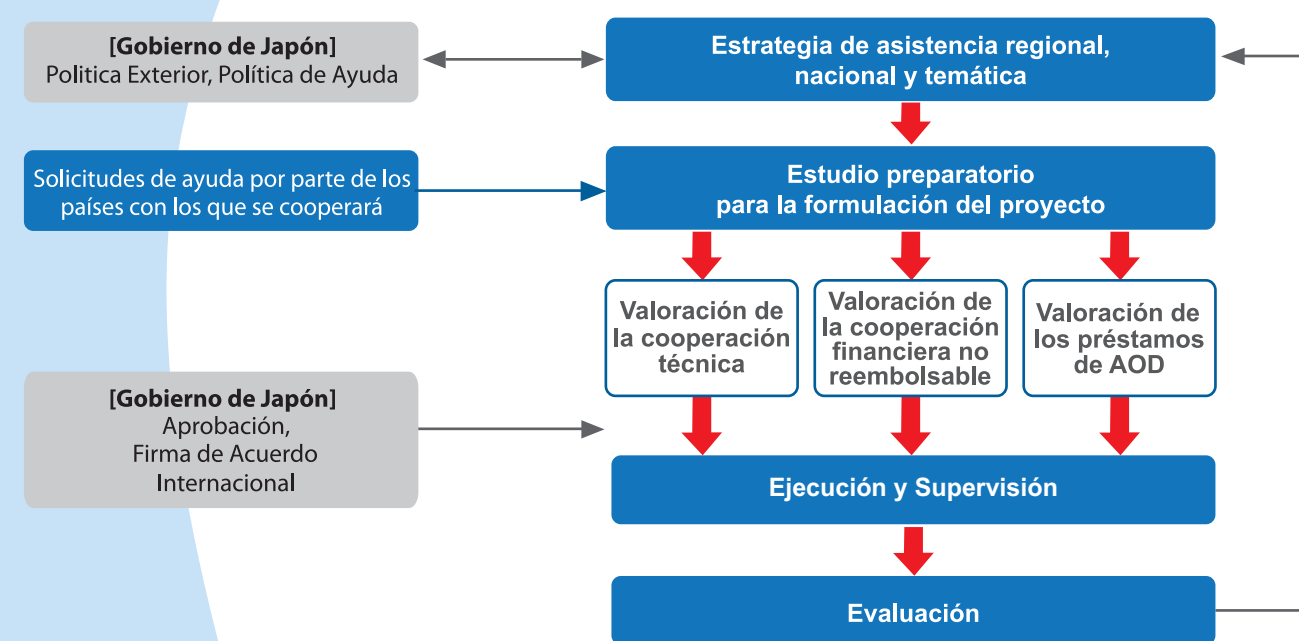 [Gobierno de Japón]
Politica Exterior, Política de Ayuda
Estrategia de asistencia regional,
nacional y temática
Solicitudes de ayuda por parte de los
países con los que se cooperará
Estudio preparatorio
para la formulación del proyecto
Valoración de
la cooperación
técnica
Valoración de
la cooperación
financiera no
reembolsable
Valoración de
los préstamos
de AOD
[Gobierno de Japón]
Aprobación,
Firma de Acuerdo
Internacional
Ejecución y Supervisión
Evaluación